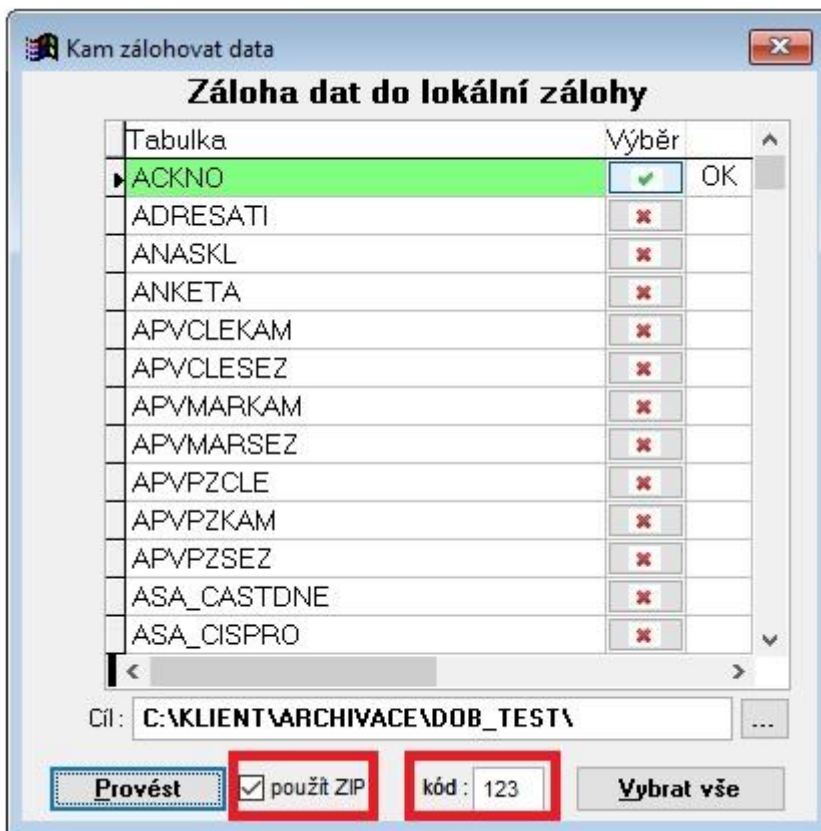 Kam zálohovat data
Záloha dat do lokální zálohy
Tabulka Výběr
ACKNO OK
ADRESATI
ANASKL
ANKETA
APVCLEKAM
APVCLESEZ
APVMARKAM
APVMARSEZ
APVPZCLE
APVPZKAM
APVPZSEZ
ASA_CASTDNE
ASA_CISPRO
Cíl : C:\KLIENT\ARCHIVACE\DOB_TEST\ ...
Provést použít ZIP kód : 123 Vybrat vše